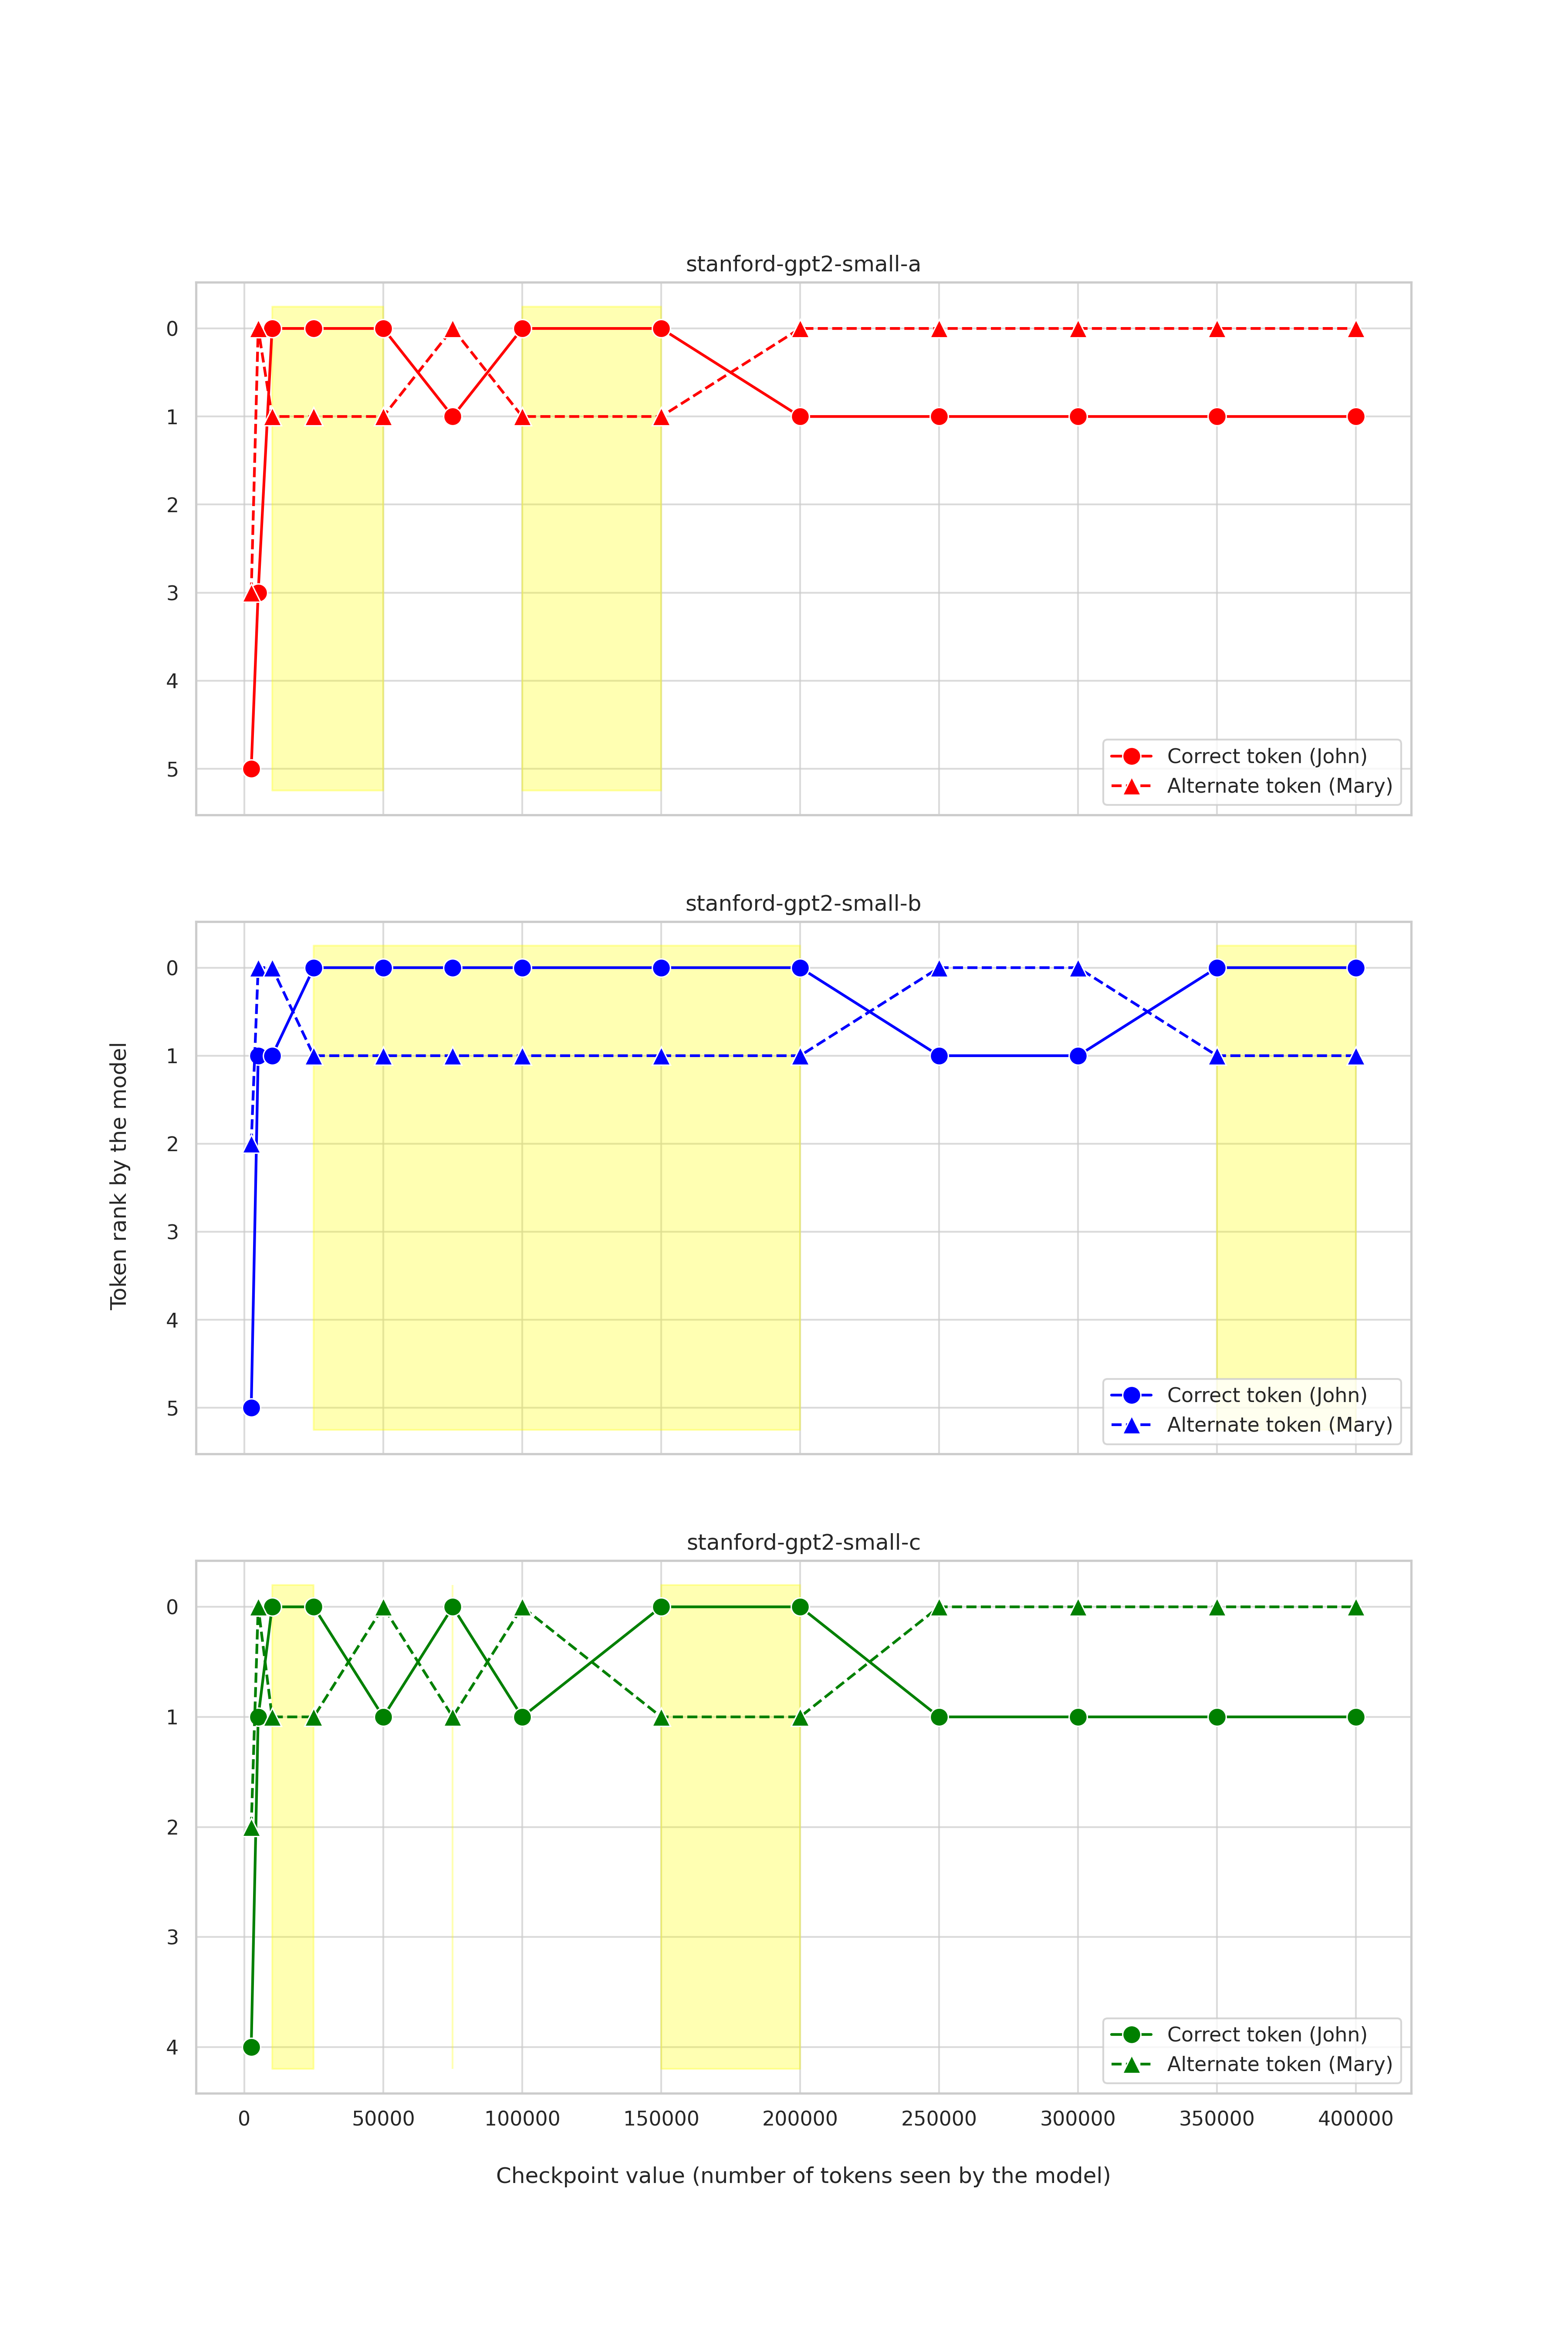 stanford-gpt2-small-a
0
1
2
3
4
5
Correct token (John)
Alternate token (Mary)
stanford-gpt2-small-b
Token rank by the model
0
1
2
3
4
5
Correct token (John)
Alternate token (Mary)
stanford-gpt2-small-c
0
1
2
3
4
Correct token (John)
Alternate token (Mary)
0 50000 100000 150000 200000 250000 300000 350000 400000
Checkpoint value (number of tokens seen by the model)